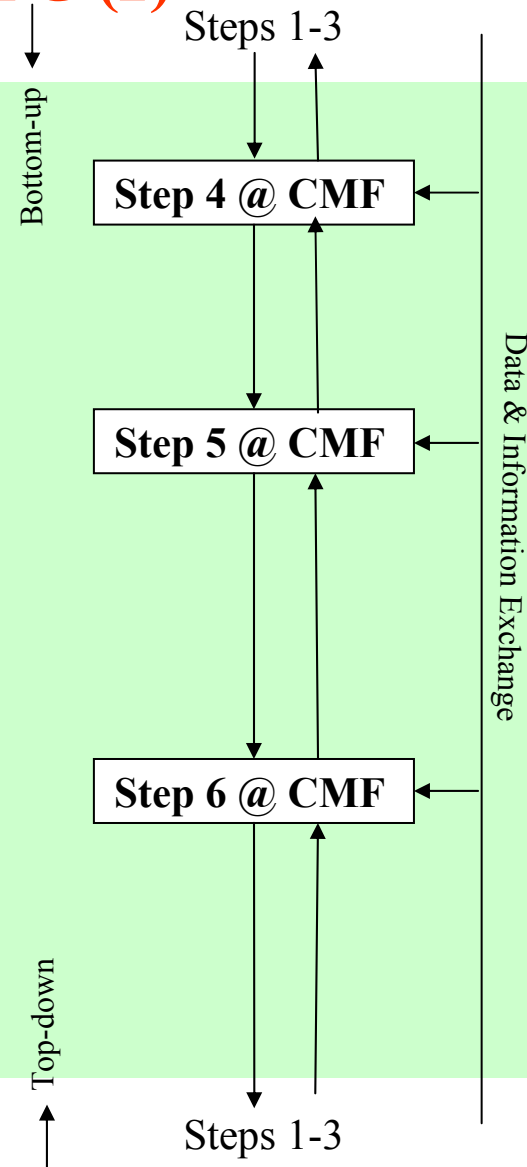 Steps 1-3
Bottom-up
Step 4 @ CMF
Step 5 @ CMF
Data & Information Exchange
Step 6 @ CMF
Top-down
Steps 1-3